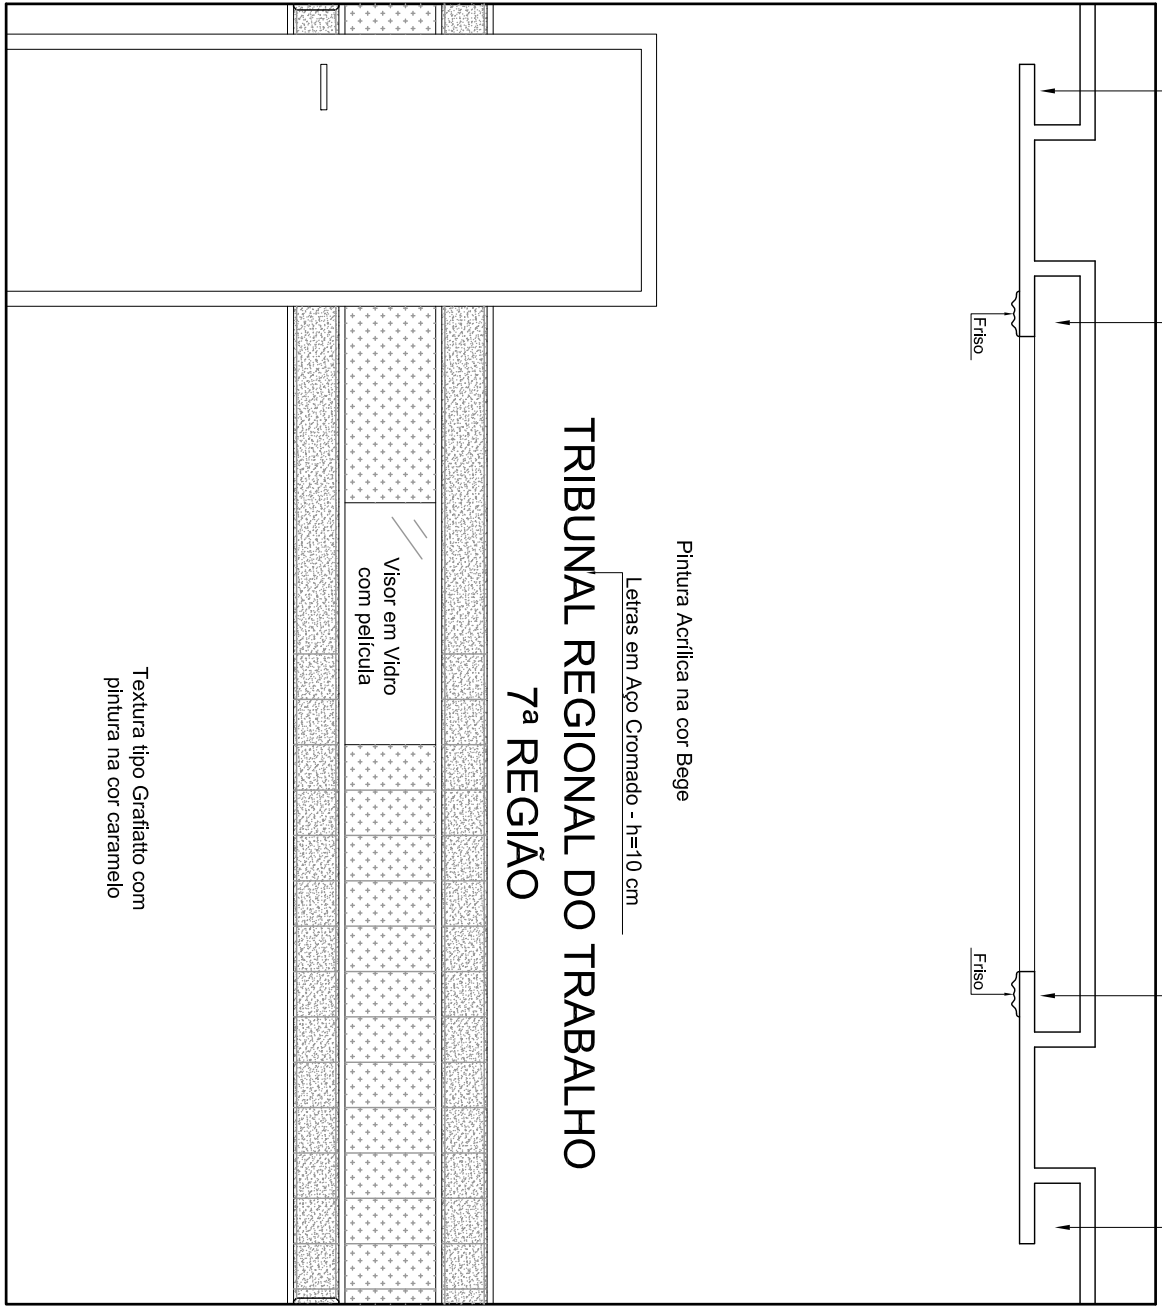 Friso
Friso
Pintura Acrílica na cor Bege
Letras em Aço Cromado - h=10 cm
TRIBUNAL REGIONAL DO TRABALHO
7ª REGIÃO
Visor em Vidro
com película
Textura tipo Grafiatto com
pintura na cor caramelo